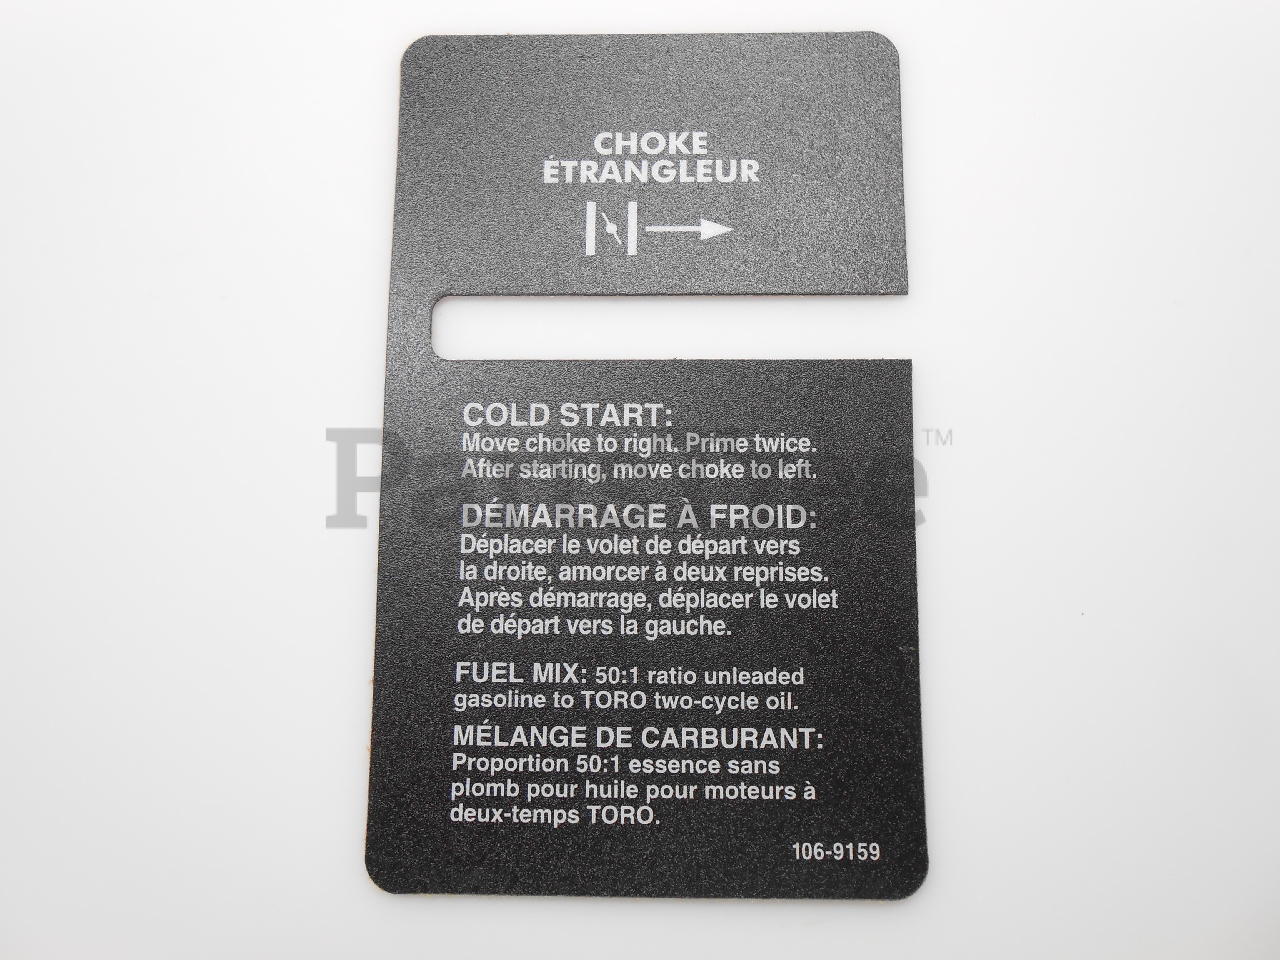 CHOKE
ÉTRANGLEUR
COLD START:
Move choke to right. Prime twice.
After starting, move choke to left.
DÉMARRAGE À FROID:
Déplacer le volet de départ vers
la droite, amorcer à deux reprises.
Après démarrage, déplacer le volet
de départ vers la gauche.
FUEL MIX: 50:1 ratio unleaded
gasoline to TORO two-cycle oil.
MÉLANGE DE CARBURANT:
Proportion 50:1 essence sans
plomb pour huile pour moteurs à
deux-temps TORO.
106-9159
TM